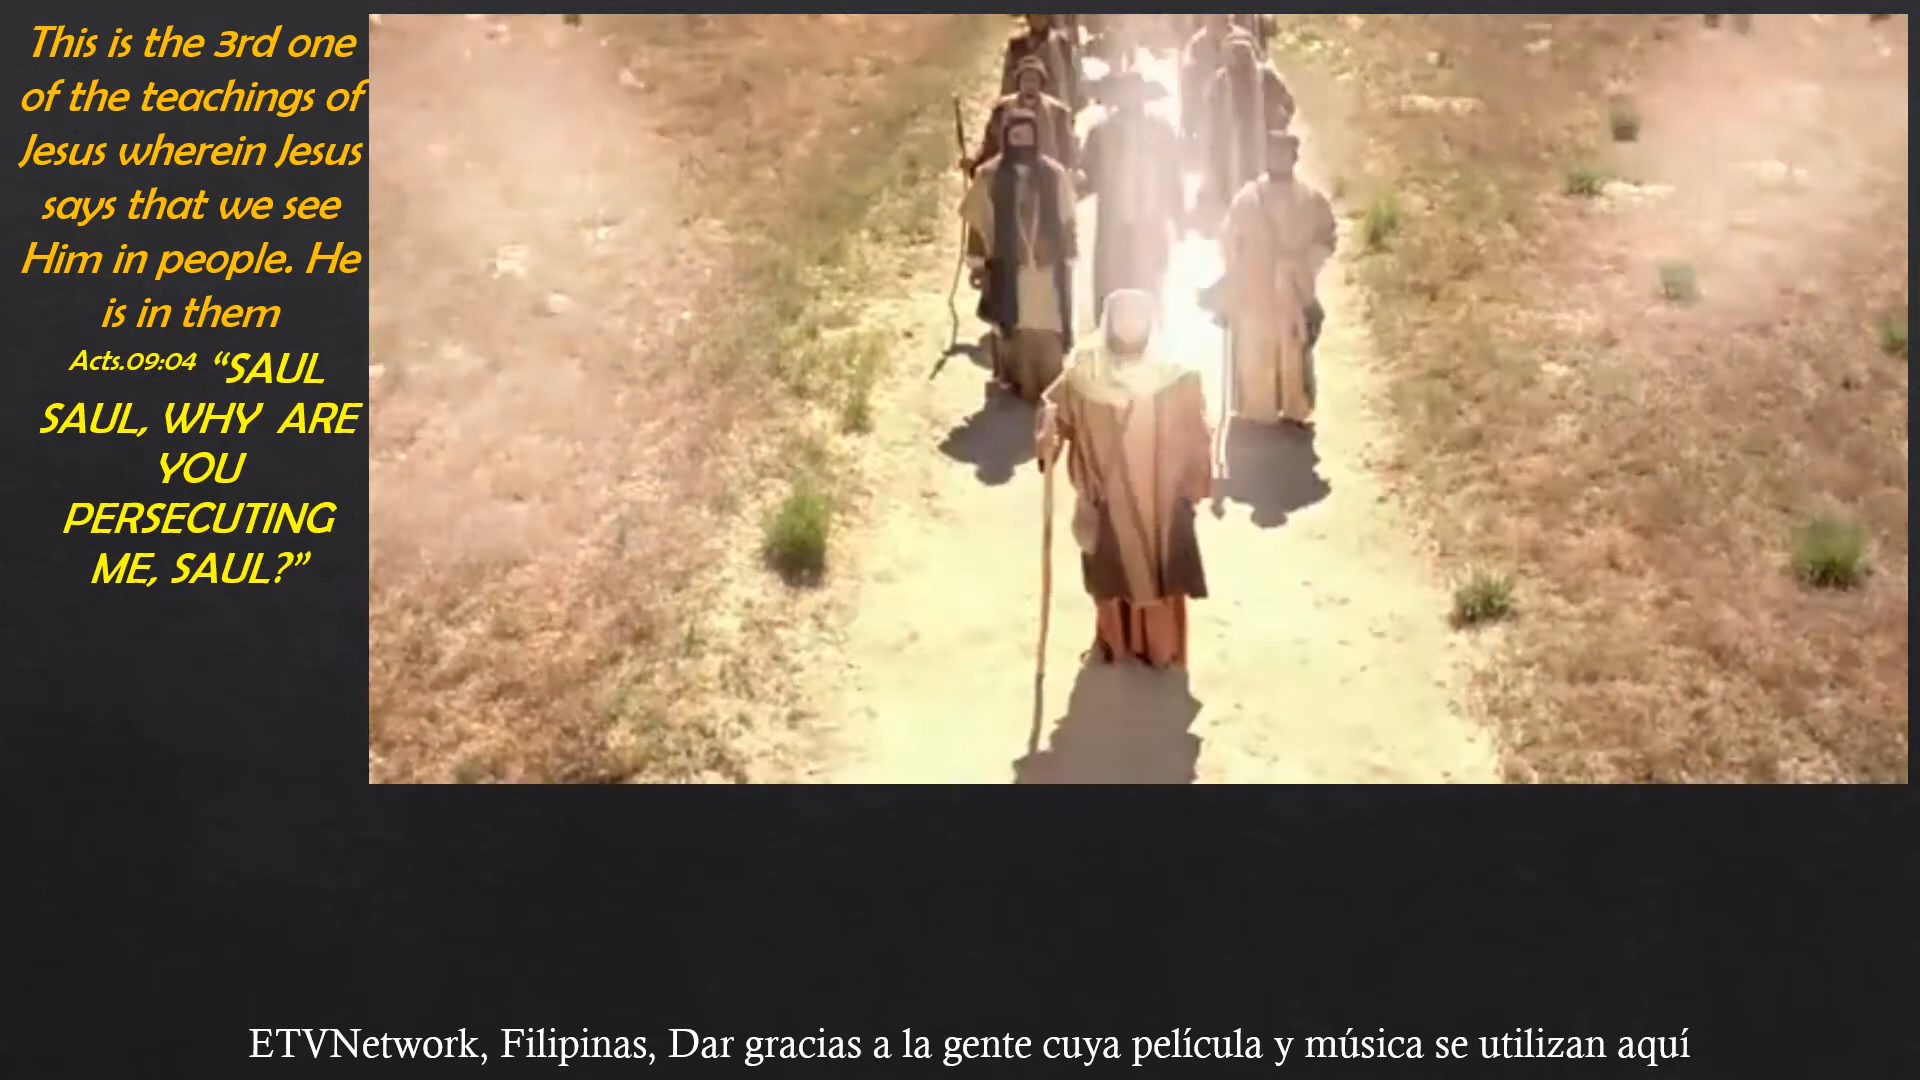 This is the 3rd one
of the teachings of
Jesus wherein Jesus
says that we see
Him in people. He
is in them
Acts.09:04 “SAUL
SAUL, WHY ARE
YOU
PERSECUTING
ME, SAUL?”
ETVNetwork, Filipinas, Dar gracias a la gente cuya película y música se utilizan aquí